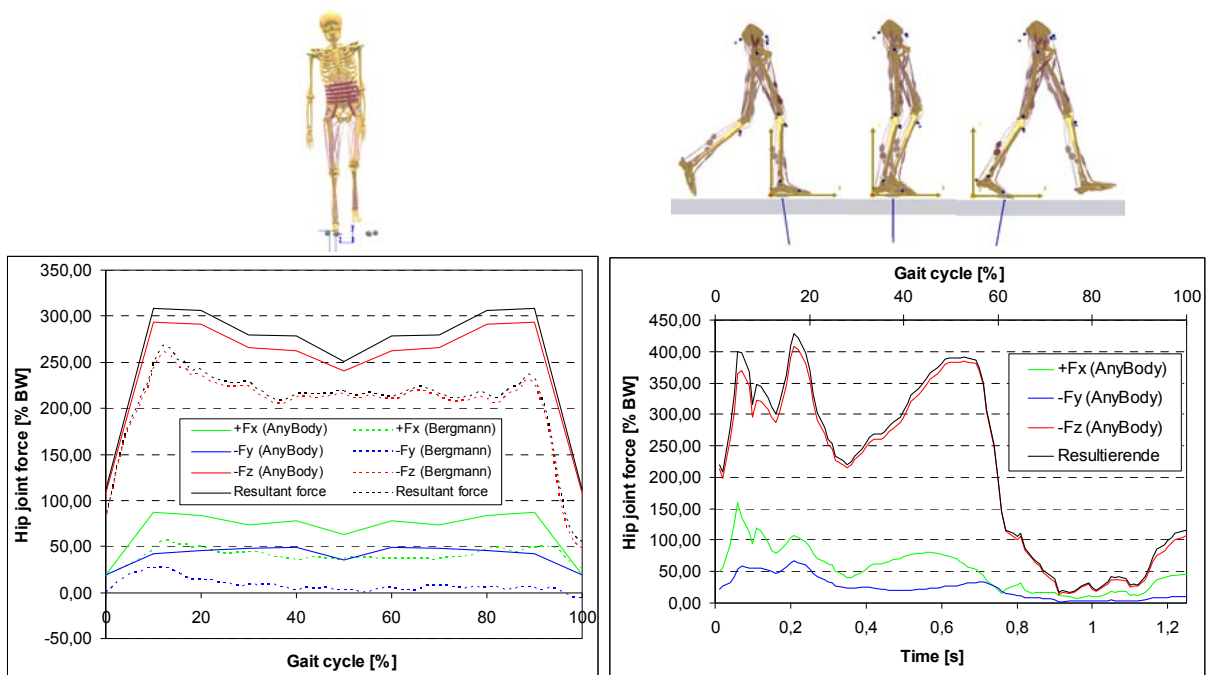 350,00
300,00
250,00
200,00
150,00
100,00
50,00
0,00
-50,00
Hip joint force [% BW]
+Fx (AnyBody) +Fx (Bergmann)
-Fy (AnyBody) -Fy (Bergmann)
-Fz (AnyBody) -Fz (Bergmann)
Resultant force Resultant force
0 20 40 60 80 100
Gait cycle [%]
Gait cycle [%]
0 20 40 60 80 100
450,00
400,00
350,00
300,00
250,00
200,00
150,00
100,00
50,00
0,00
Hip joint force [% BW]
+Fx (AnyBody)
-Fy (AnyBody)
-Fz (AnyBody)
Resultierende
0 0,2 0,4 0,6 0,8 1 1,2
Time [s]